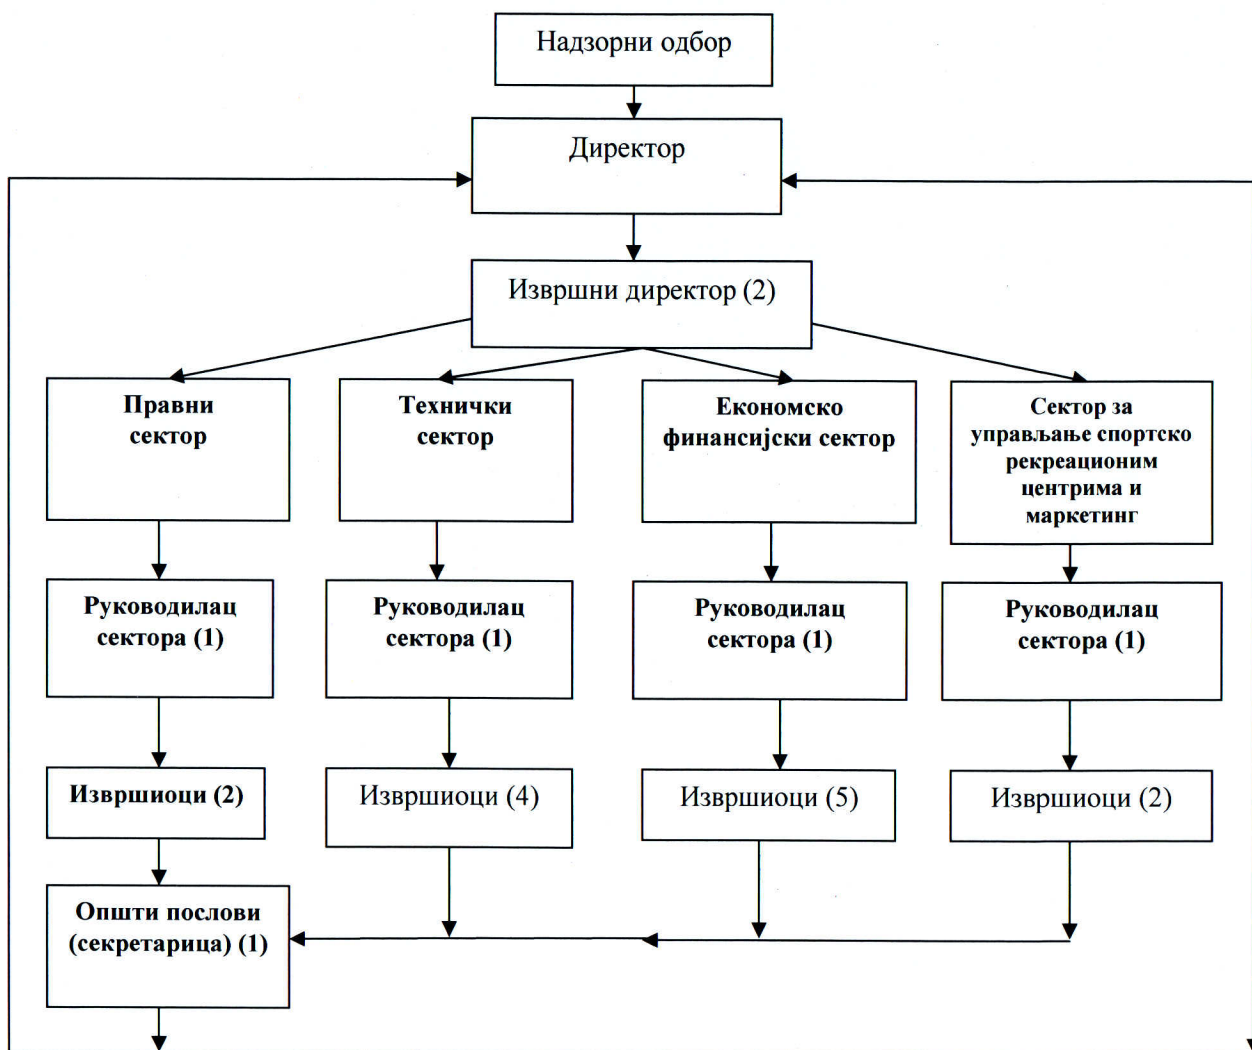 Надзорни одбор
Директор
Извршни директор (2)
Правни
сектор
Технички
сектор
Економско
финансијски сектор
Сектор за
управљање спортско
рекреационим
центрима и
маркетинг
Руководилац
сектора (1)
Руководилац
сектора (1)
Руководилац
сектора (1)
Руководилац
сектора (1)
Извршиоци (2)
Извршиоци (4)
Извршиоци (5)
Извршиоци (2)
Општи послови
(секретарица) (1)